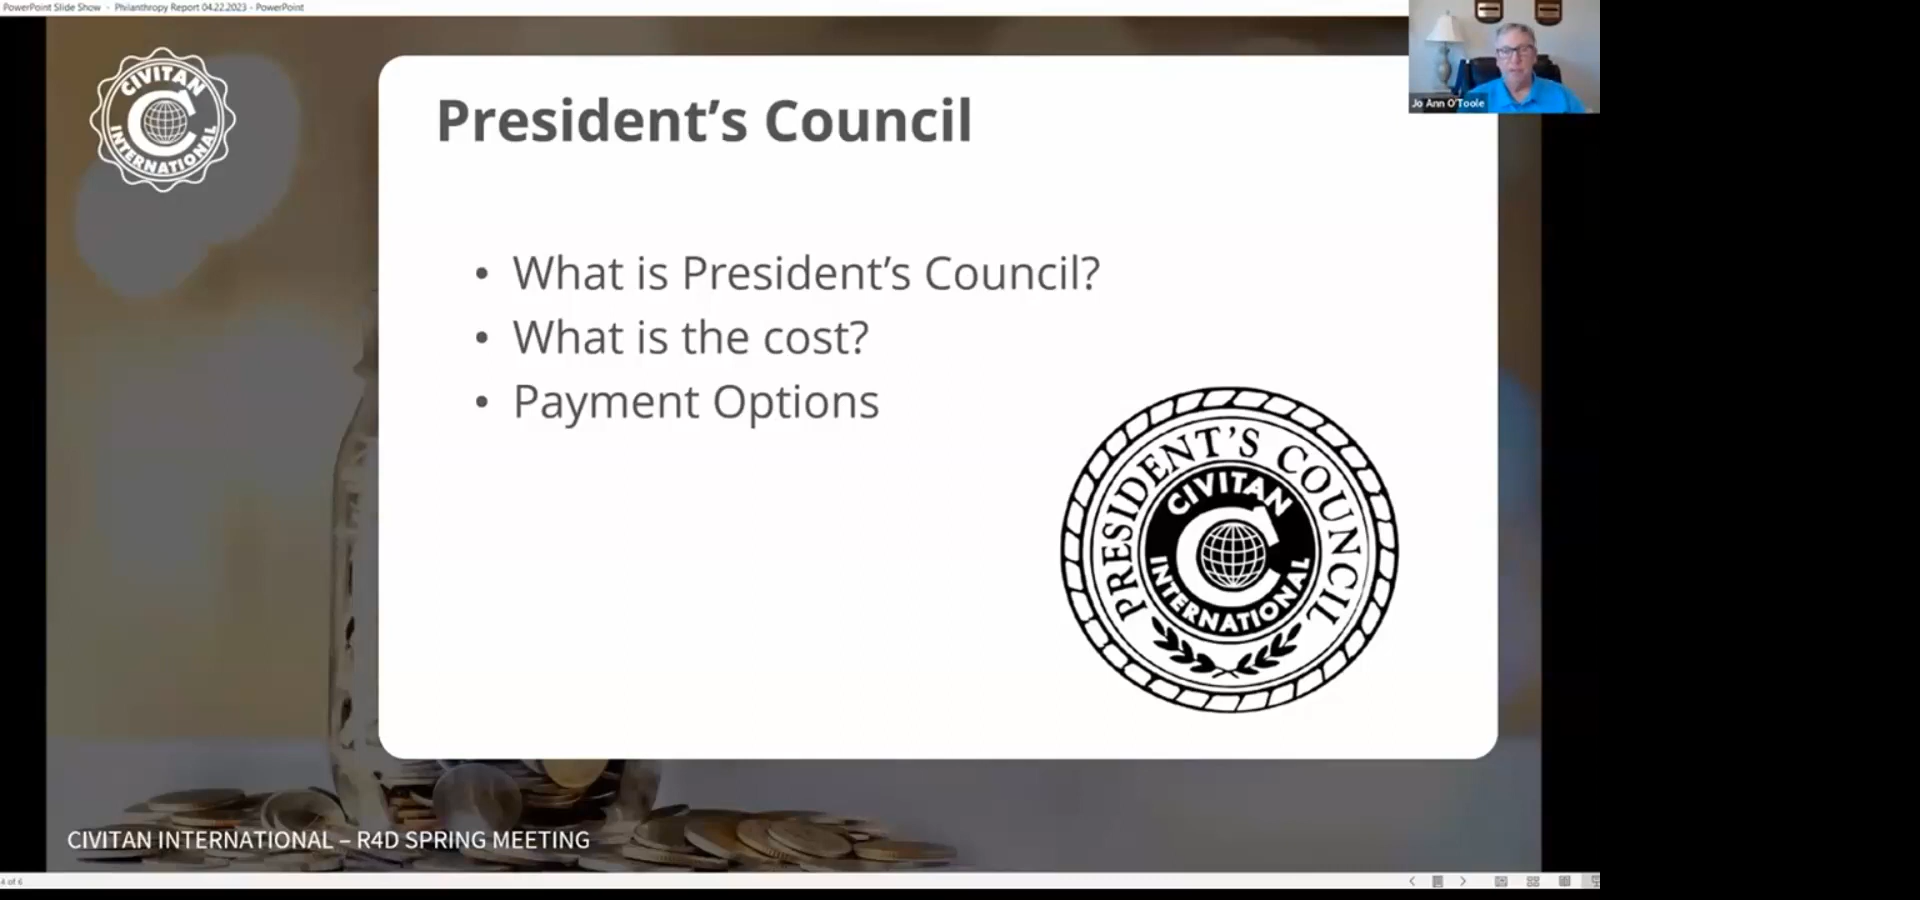 PowerPoint Slide Show - Philanthropy Report 04.22.2023 - PowerPoint
CIVITAN
INTERNATIONAL
Jo Ann O'Toole
President’s Council
• What is President’s Council?
• What is the cost?
• Payment Options
PRESIDENT’S COUNCIL
CIVITAN
INTERNATIONAL
CIVITAN INTERNATIONAL – R4D SPRING MEETING
4 of 6